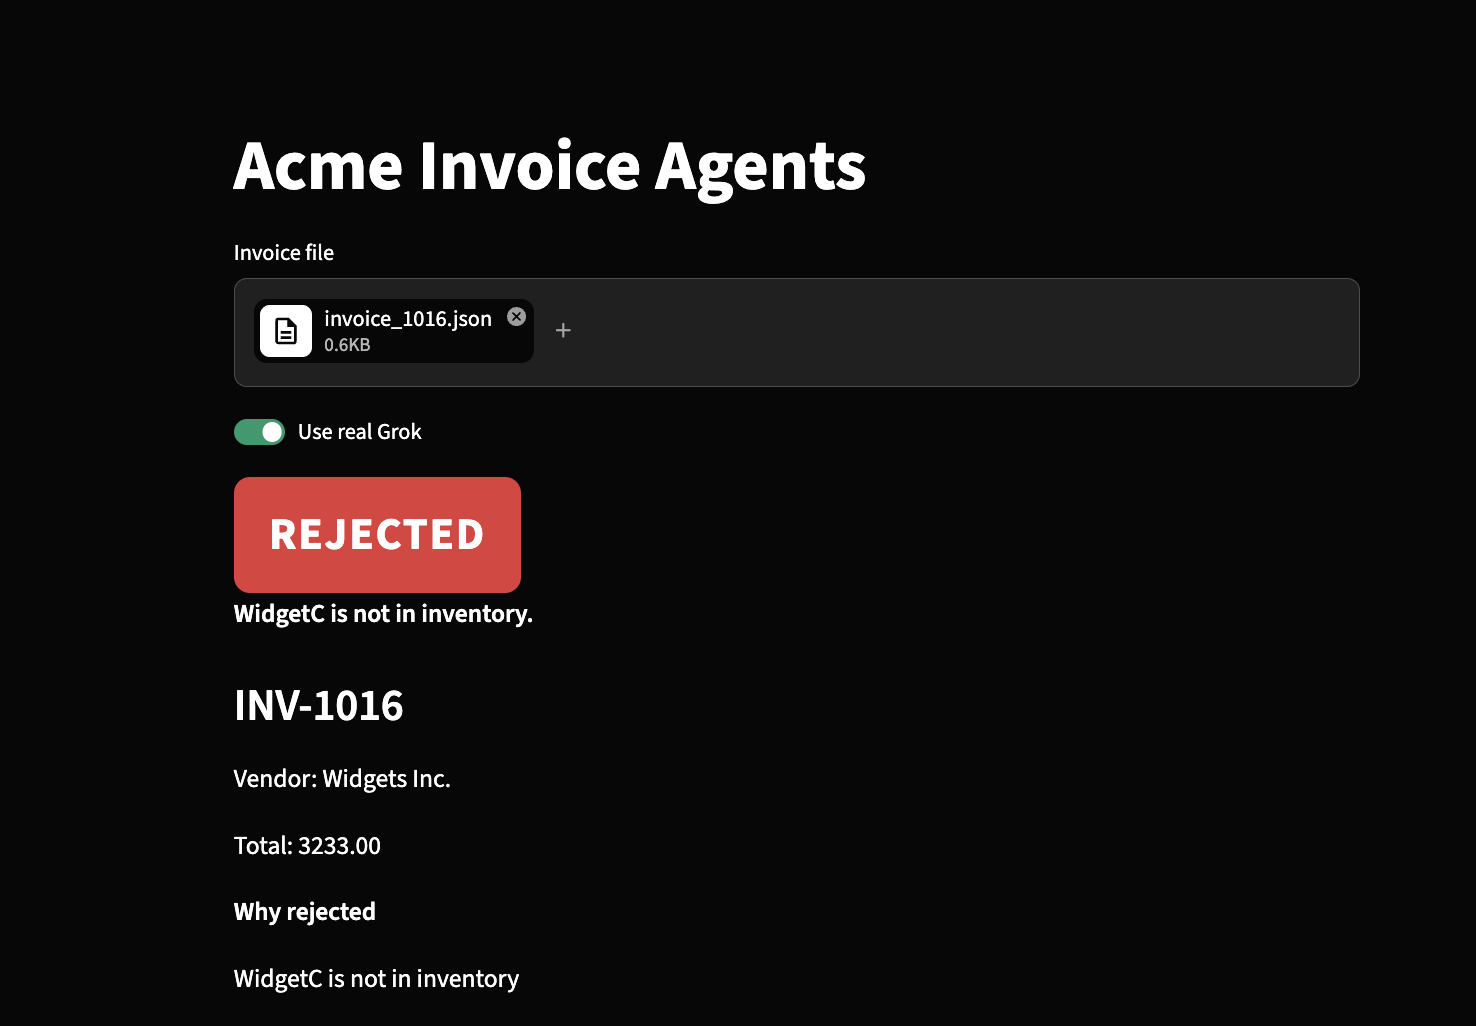 Acme Invoice Agents
Invoice file
invoice_1016.json
0.6KB
Use real Grok
REJECTED
WidgetC is not in inventory.
INV-1016
Vendor: Widgets Inc.
Total: 3233.00
Why rejected
WidgetC is not in inventory